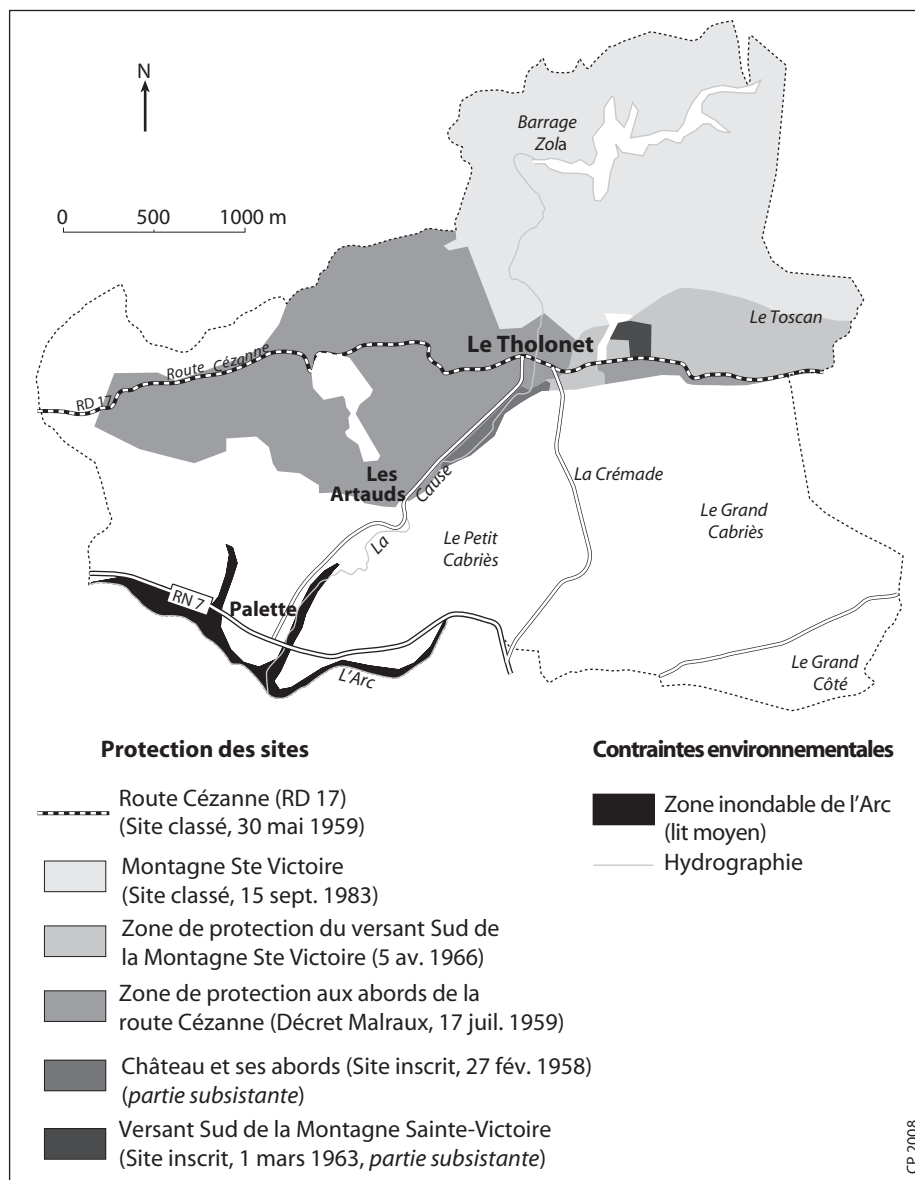 N
0 500 1000 m
Barrage
Zola
Le Toscan
Le Tholonet
Route Cézanne
RD 17
Les
Artauds
La Cause
La Crémade
Le Grand
Cabriès
Le Petit
Cabriès
RN 7
Palette
L'Arc
Le Grand
Côté
Protection des sites
Route Cézanne (RD 17)
(Site classé, 30 mai 1959)
Montagne Ste Victoire
(Site classé, 15 sept. 1983)
Zone de protection du versant Sud de
la Montagne Ste Victoire (5 av. 1966)
Zone de protection aux abords de la
route Cézanne (Décret Malraux, 17 juil. 1959)
Château et ses abords (Site inscrit, 27 fév. 1958)
(partie subsistante)
Versant Sud de la Montagne Sainte-Victoire
(Site inscrit, 1 mars 1963, partie subsistante)
Contraintes environnementales
Zone inondable de l'Arc
(lit moyen)
Hydrographie
CP 2008